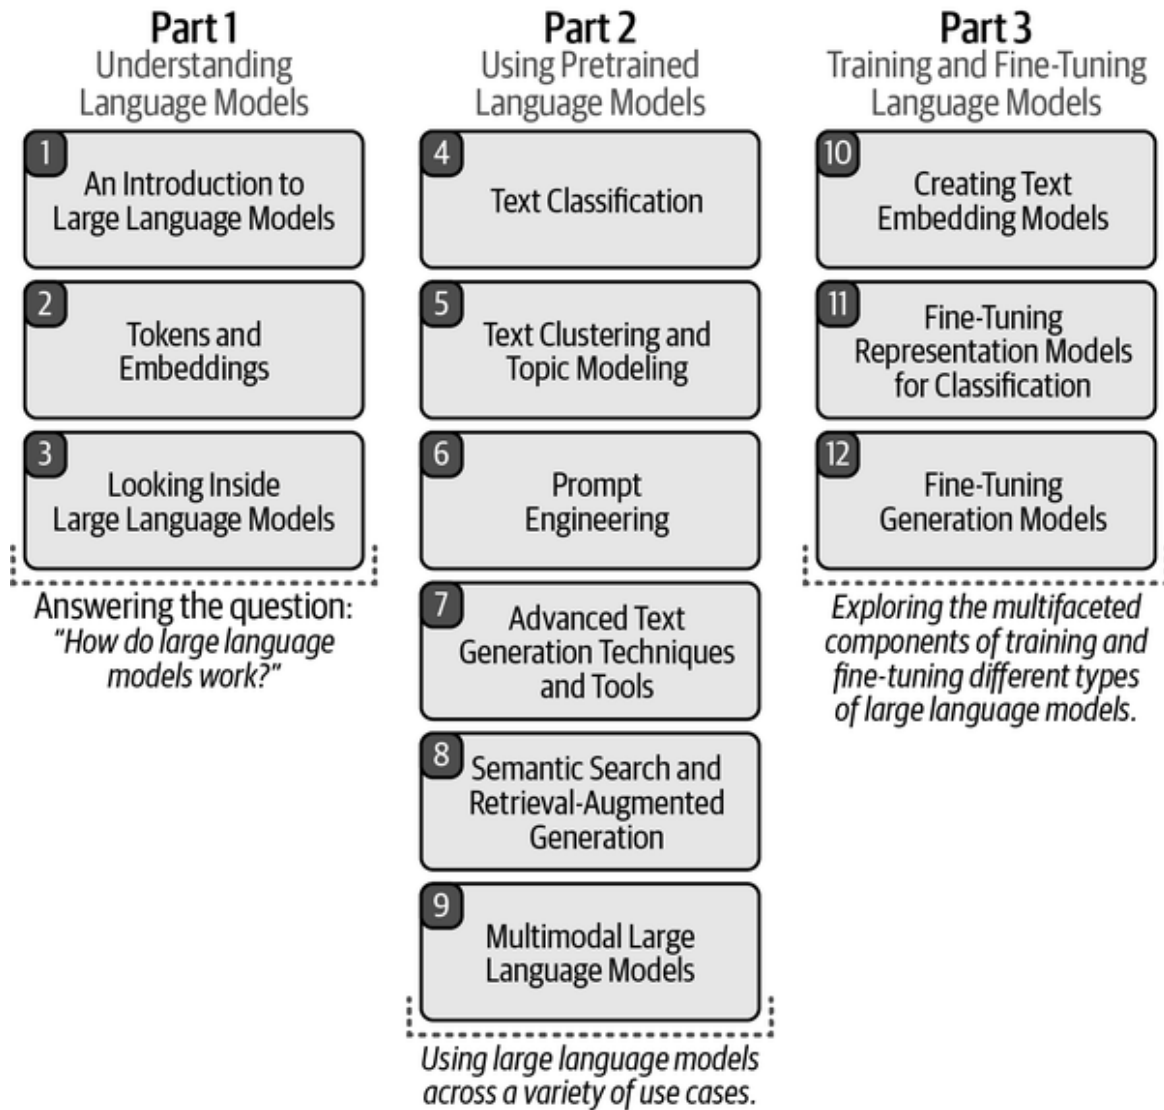 Part 1
Understanding
Language Models
1
An Introduction to
Large Language Models
2
Tokens and
Embeddings
3
Looking Inside
Large Language Models
Answering the question:
"How do large language
models work?"
Part 2
Using Pretrained
Language Models
4
Text Classification
5
Text Clustering and
Topic Modeling
6
Prompt
Engineering
7
Advanced Text
Generation Techniques
and Tools
8
Semantic Search and
Retrieval-Augmented
Generation
9
Multimodal Large
Language Models
Using large language models
across a variety of use cases.
Part 3
Training and Fine-Tuning
Language Models
10
Creating Text
Embedding Models
11
Fine-Tuning
Representation Models
for Classification
12
Fine-Tuning
Generation Models
Exploring the multifaceted
components of training and
fine-tuning different types
of large language models.